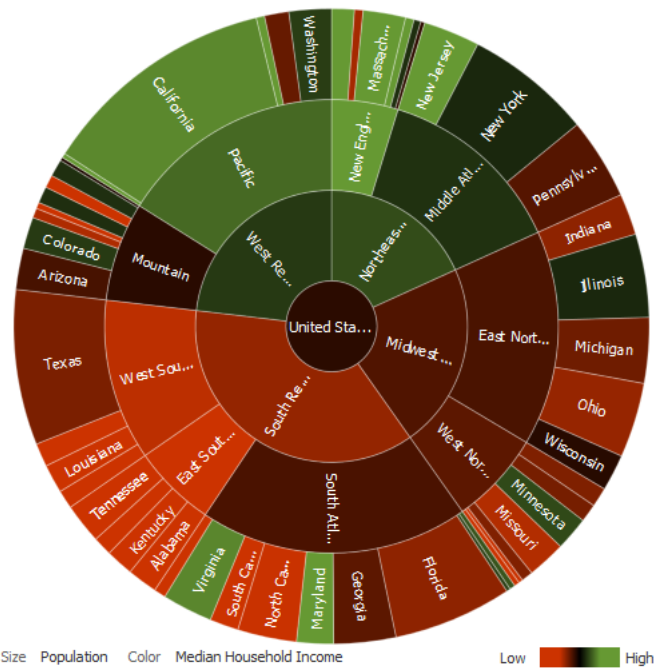 United Sta...
Northeas...
Midwest ...
South Re...
West Re...
New Engl...
Middle Atl...
East Nort...
West Nor...
South Atl...
East Sout...
West Sou...
Mountain
Pacific
Massach...
New Jersey
New York
Pennsylv...
Indiana
Illinois
Michigan
Ohio
Wisconsin
Minnesota
Missouri
Florida
Georgia
Maryland
North Ca...
South Ca...
Virginia
Alabama
Kentucky
Tennessee
Louisiana
Texas
Arizona
Colorado
California
Washington
Size Population Color Median Household Income Low High